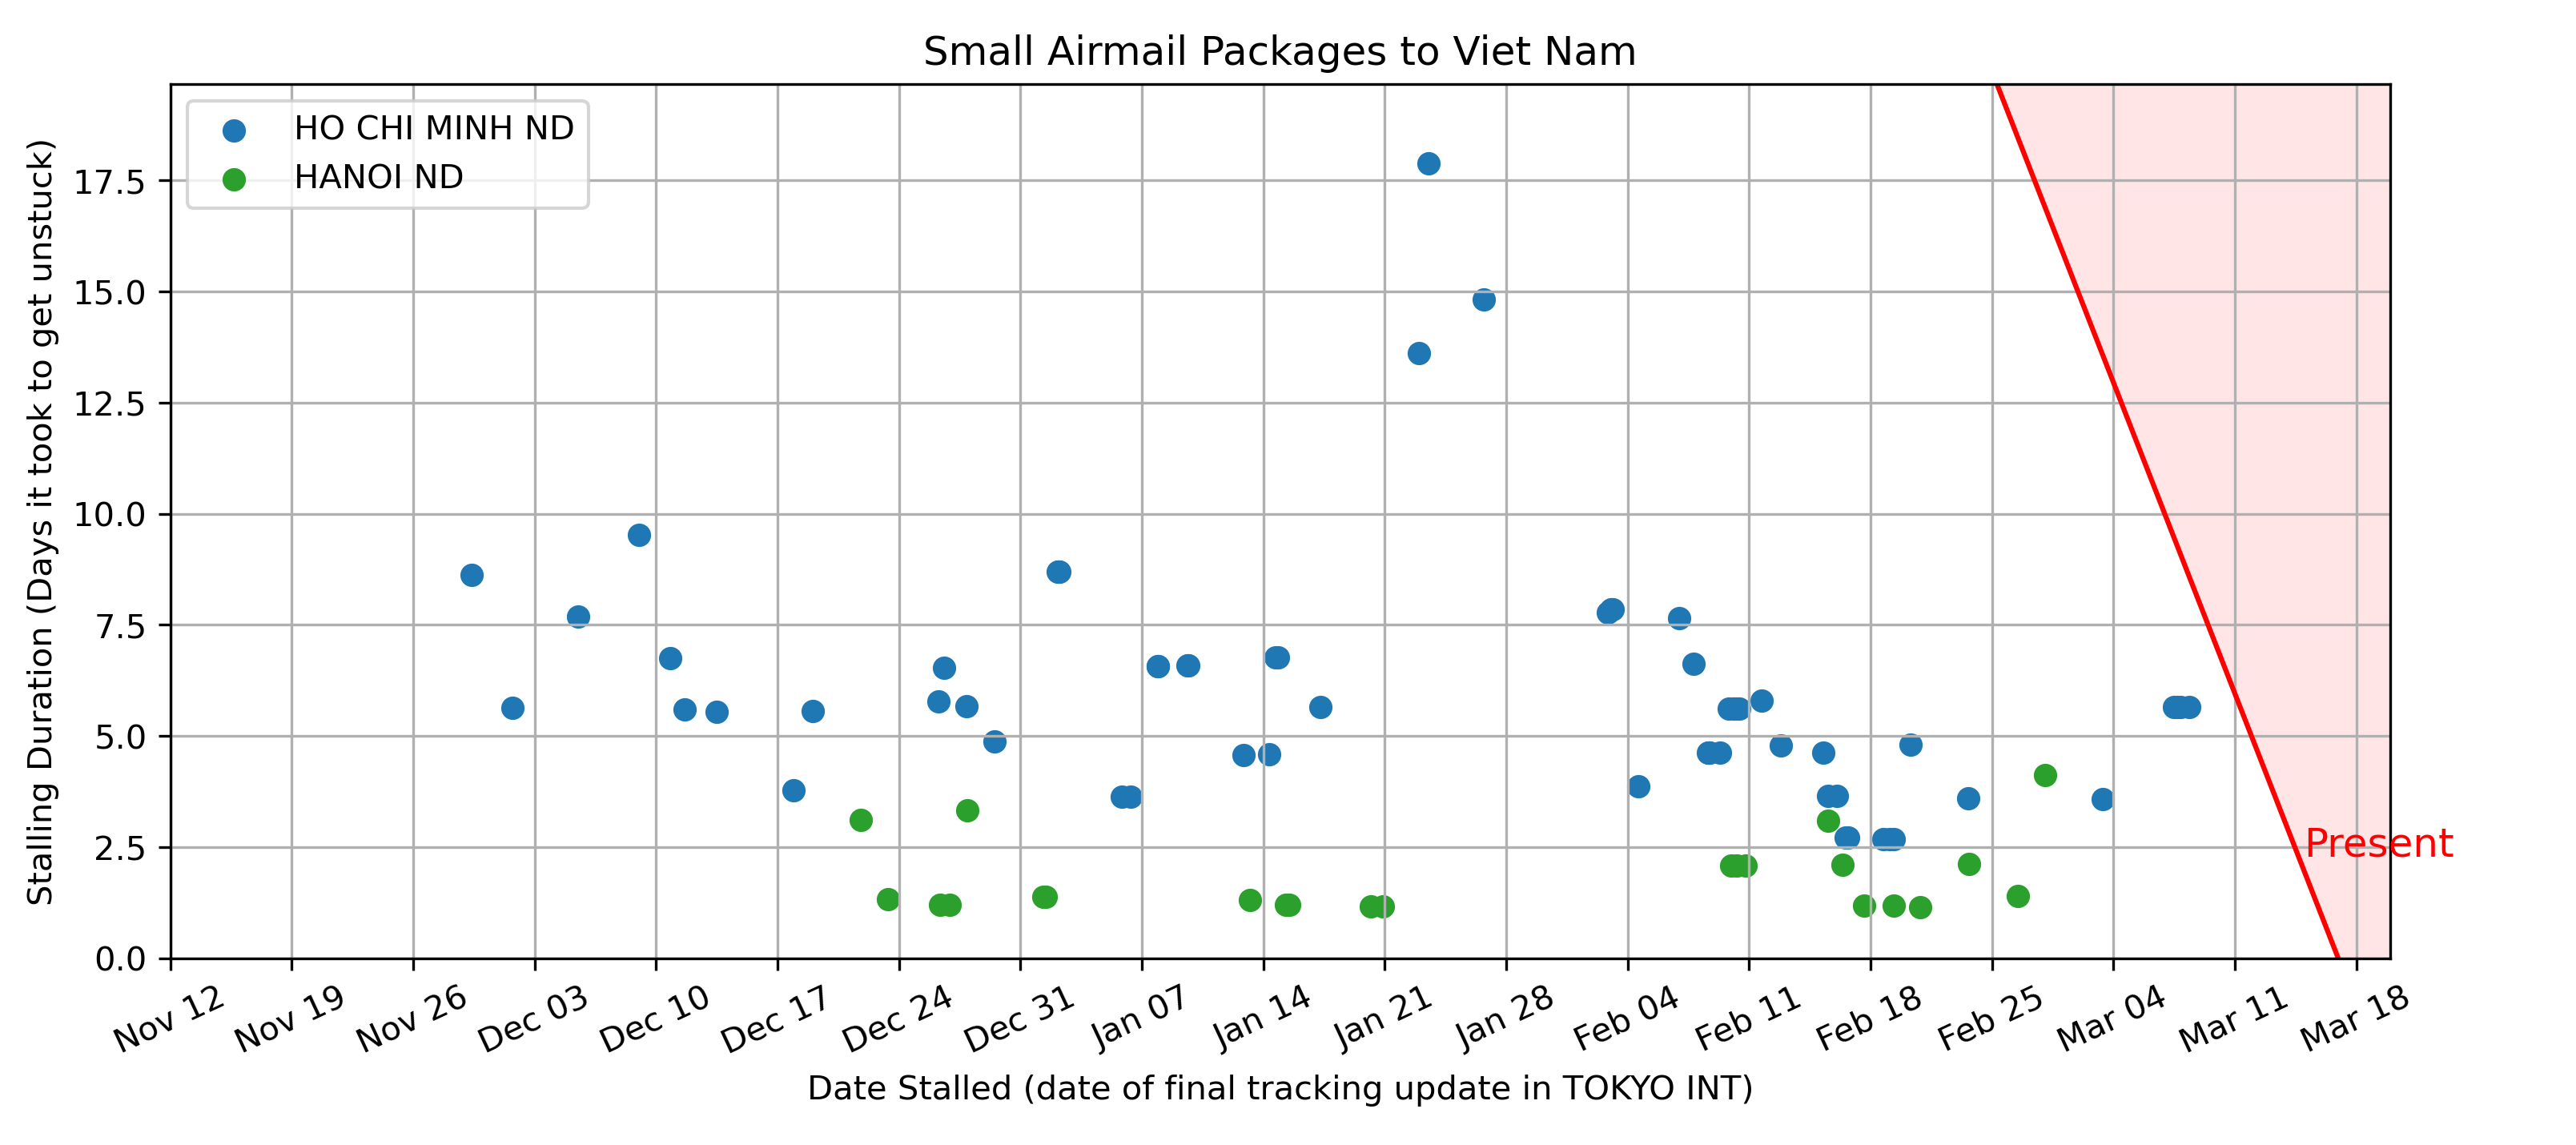 Small Airmail Packages to Viet Nam
HO CHI MINH ND
HANOI ND
Stalling Duration (Days it took to get unstuck)
17.5
15.0
12.5
10.0
7.5
5.0
2.5
0.0
Present
Nov 12
Nov 19
Nov 26
Dec 03
Dec 10
Dec 17
Dec 24
Dec 31
Jan 07
Jan 14
Jan 21
Jan 28
Feb 04
Feb 11
Feb 18
Feb 25
Mar 04
Mar 11
Mar 18
Date Stalled (date of final tracking update in TOKYO INT)